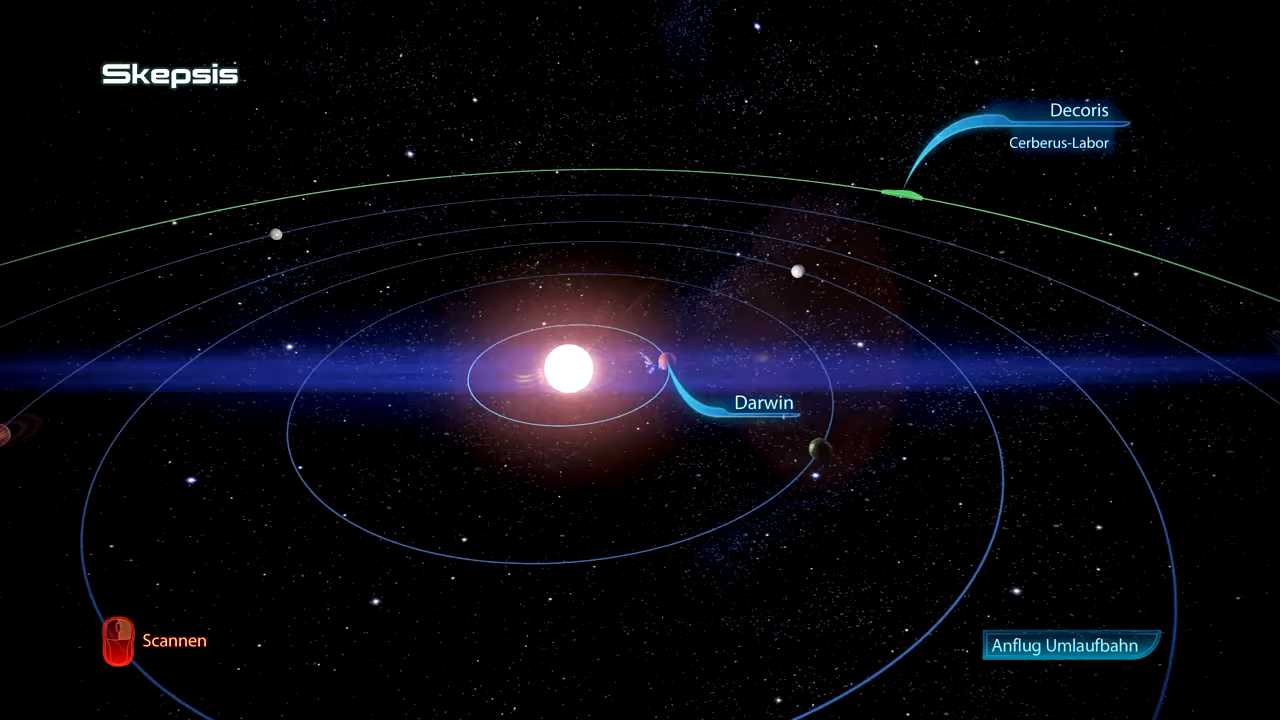 Skepsis
Decoris
Cerberus-Labor
Darwin
Scannen
Anflug Umlaufbahn